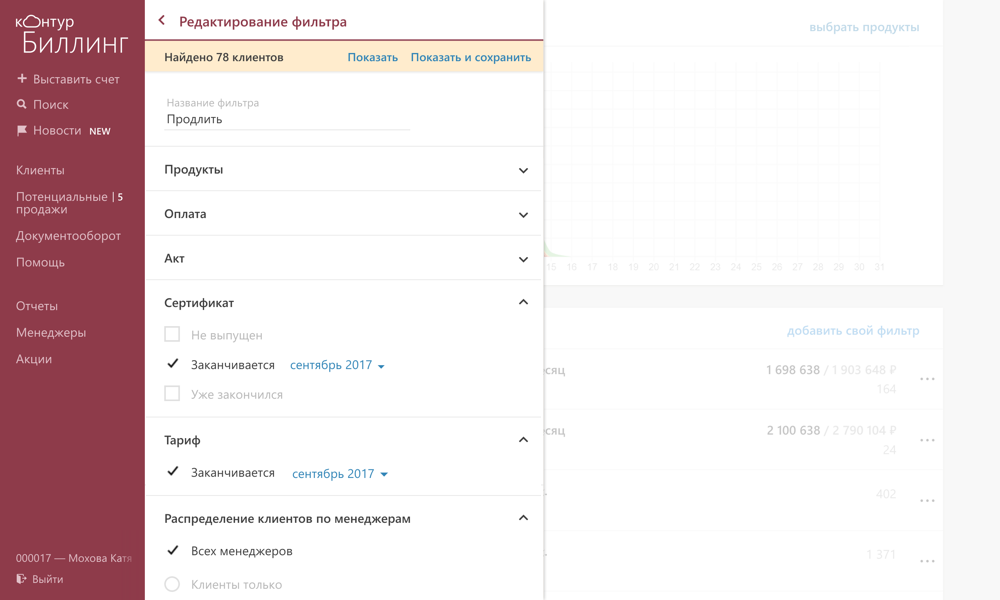 контур
Биллинг
Выставить счет
Поиск
Новости NEW
Клиенты
Потенциальные | 5
продажи
Документооборот
Помощь
Отчеты
Менеджеры
Акции
000017 — Мохова Катя
Выйти
Редактирование фильтра
Найдено 78 клиентов Показать Показать и сохранить
Название фильтра
Продлить
Продукты
Оплата
Акт
Сертификат
Не выпущен
Заканчивается сентябрь 2017
Уже закончился
Тариф
Заканчивается сентябрь 2017
Распределение клиентов по менеджерам
Всех менеджеров
Клиенты только
выбрать продукты
15 16 17 18 19 20 21 22 23 24 25 26 27 28 29 30 31
добавить свой фильтр
есяц 1 698 638 / 1 903 648 ₽
164
есяц 2 100 638 / 2 790 104 ₽
24
402
1 371